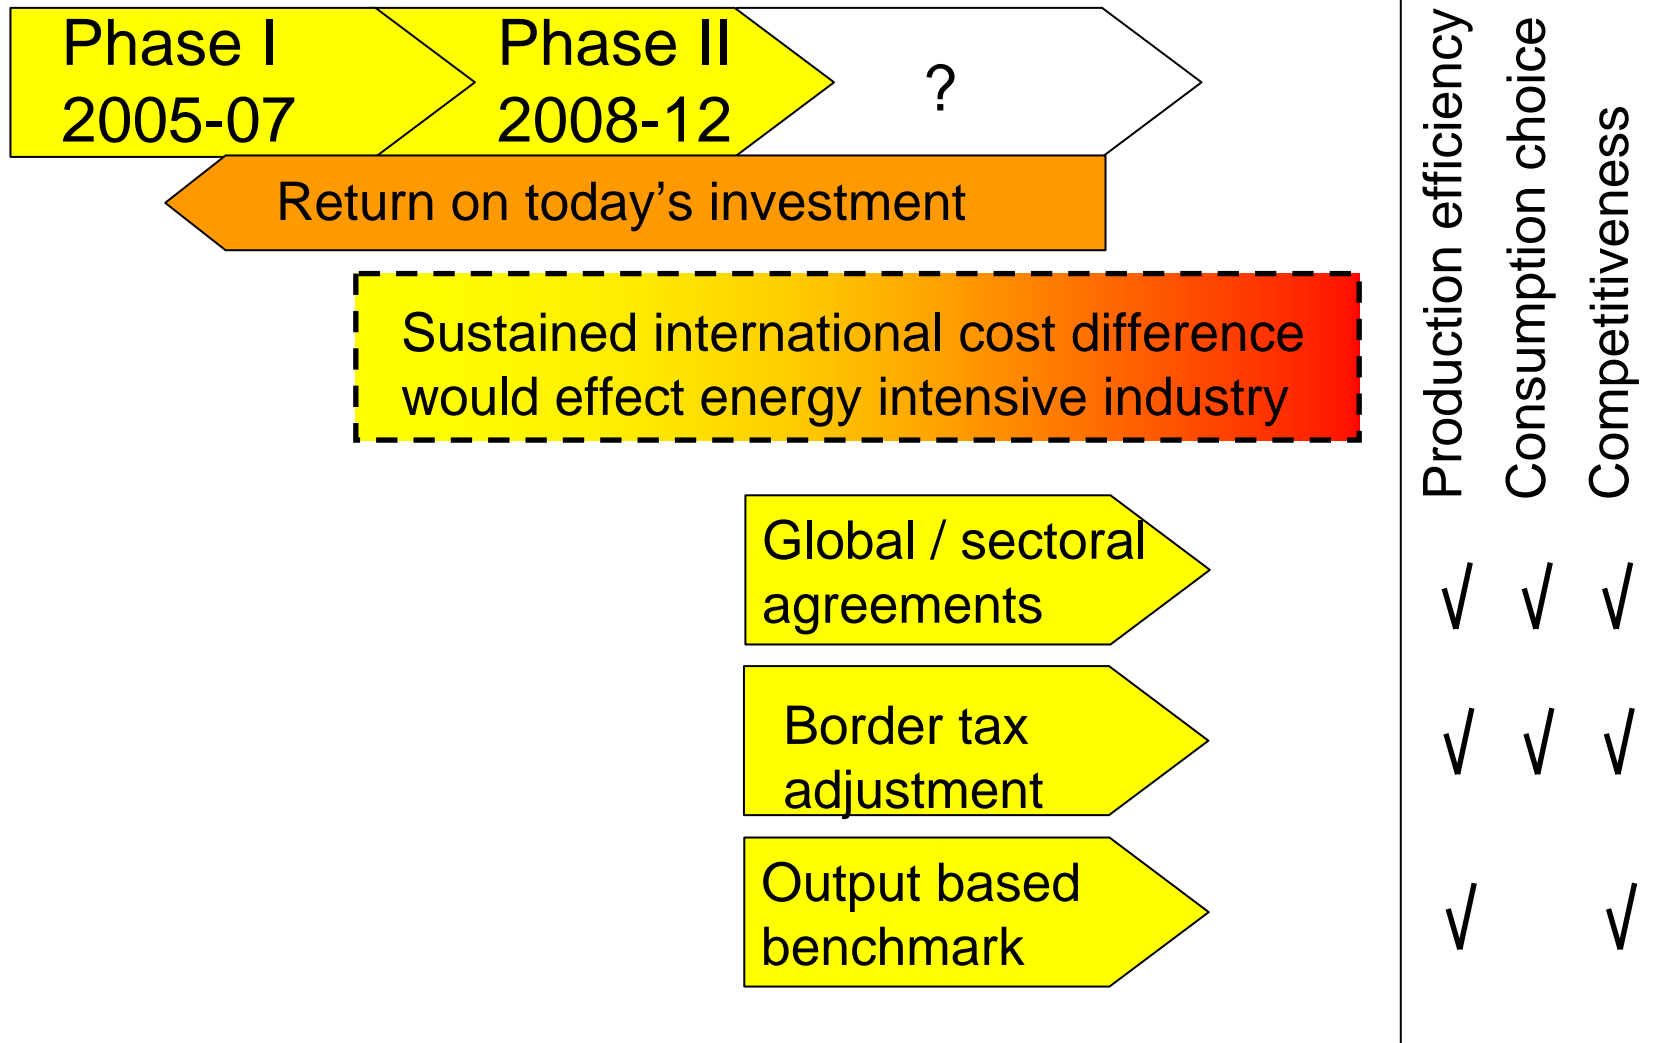 Phase I
2005-07
Phase II
2008-12
?
Return on today’s investment
Sustained international cost difference
would effect energy intensive industry
Global / sectoral
agreements
Border tax
adjustment
Output based
benchmark
Production efficiency
Consumption choice
Competitiveness
√ √ √
√ √ √
√ √